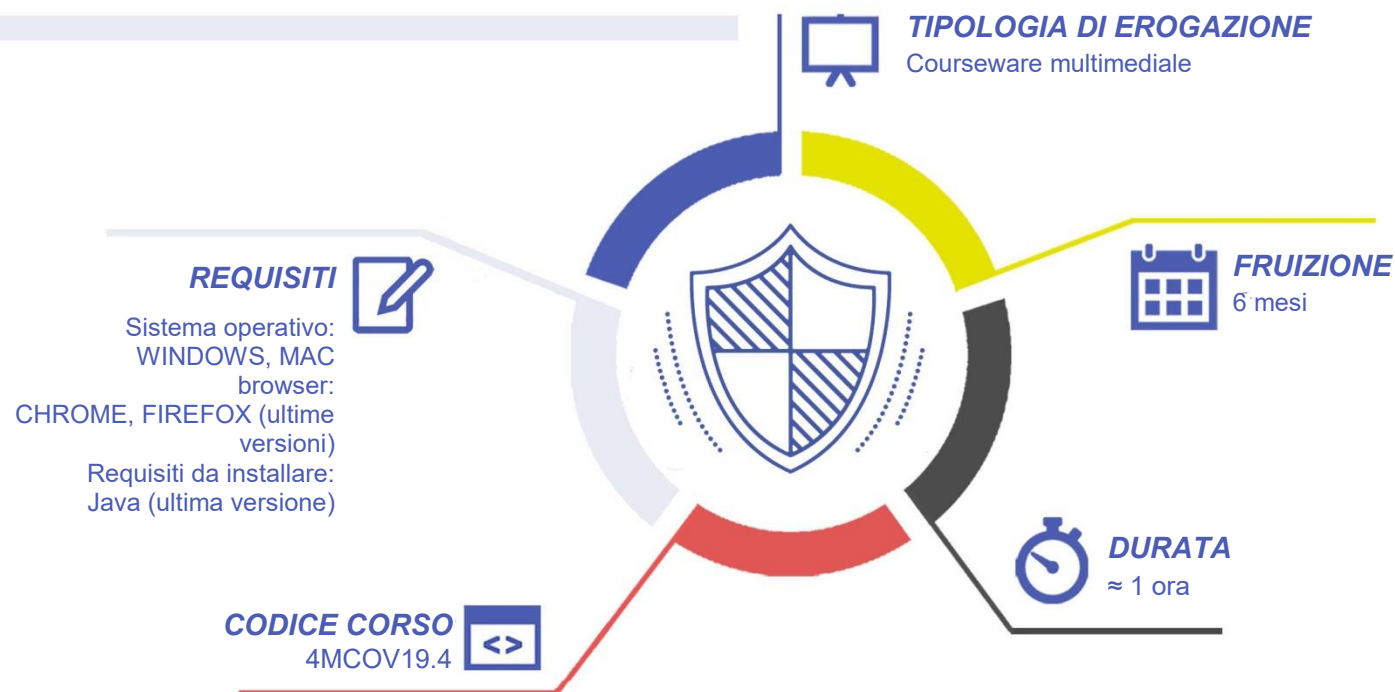 TIPOLOGIA DI EROGAZIONE
Courseware multimediale
REQUISITI
Sistema operativo:
WINDOWS, MAC
browser:
CHROME, FIREFOX (ultime
versioni)
Requisiti da installare:
Java (ultima versione)
FRUIZIONE
6 mesi
DURATA
≈ 1 ora
CODICE CORSO
4MCOV19.4
<>